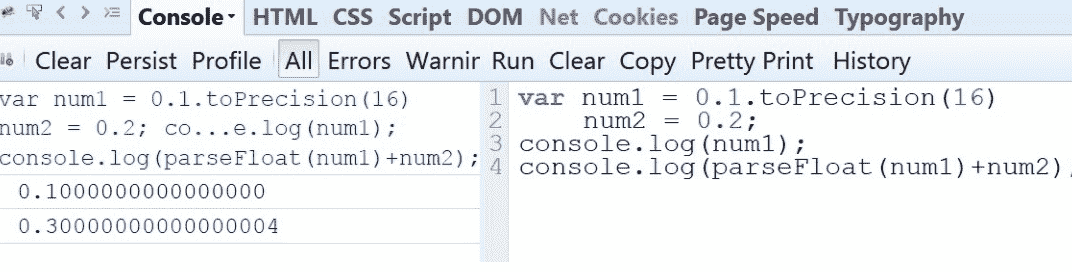 Console HTML CSS Script DOM Net Cookies Page Speed Typography
Clear Persist Profile All Errors Warnir Run Clear Copy Pretty Print History
var num1 = 0.1.toPrecision(16)
num2 = 0.2; co...e.log(num1);
console.log(parseFloat(num1)+num2);
0.1000000000000000
0.30000000000000004
1 var num1 = 0.1.toPrecision(16)
2 num2 = 0.2;
3 console.log(num1);
4 console.log(parseFloat(num1)+num2);